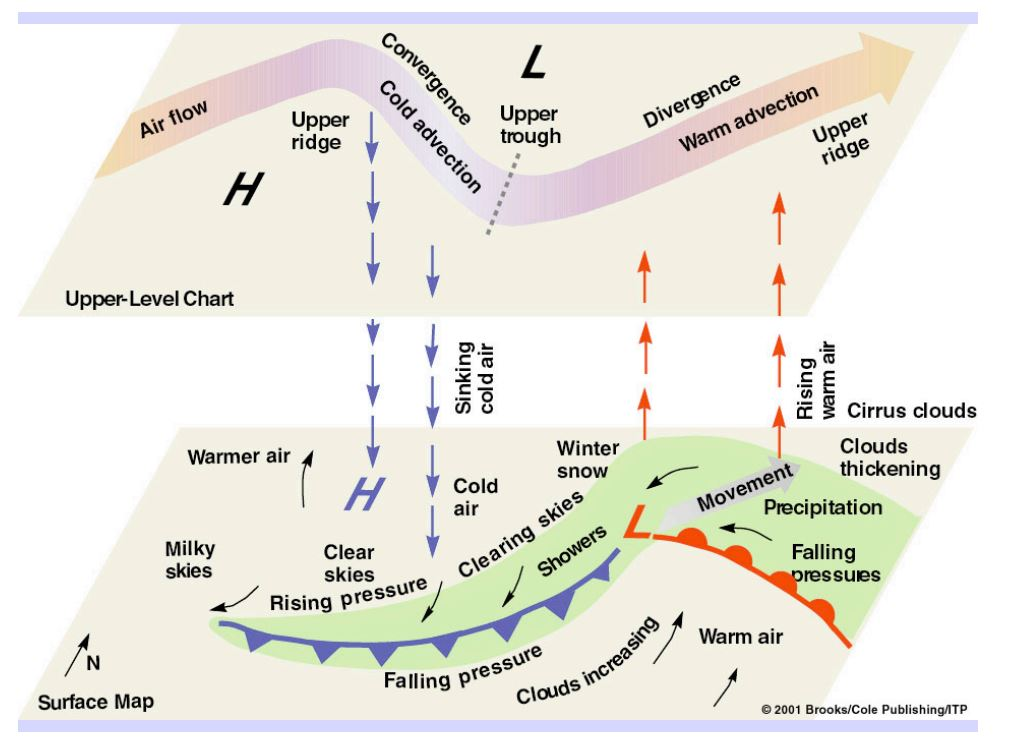 Convergence
L
Air flow
Cold advection
Upper
ridge
Upper
trough
Divergence
Warm advection
Upper
ridge
H
Upper-Level Chart
Sinking
cold air
Rising
warm air
Cirrus clouds
Warmer air
Winter
snow
Clouds
thickening
H
Cold
air
Movement
Precipitation
L
Clearing skies
Showers
Milky
skies
Clear
skies
Falling
pressures
Rising pressure
Warm air
N
Falling pressure
Clouds increasing
Surface Map
© 2001 Brooks/Cole Publishing/ITP